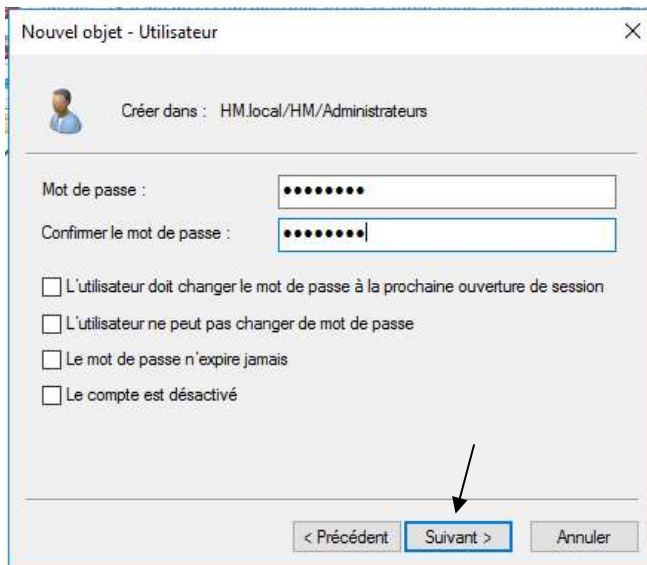 Nouvel objet - Utilisateur
Créer dans : HM.local/HM/Administrateurs
Mot de passe : ••••••••
Confirmer le mot de passe : ••••••••
L'utilisateur doit changer le mot de passe à la prochaine ouverture de session
L'utilisateur ne peut pas changer de mot de passe
Le mot de passe n'expire jamais
Le compte est désactivé
< Précédent Suivant > Annuler